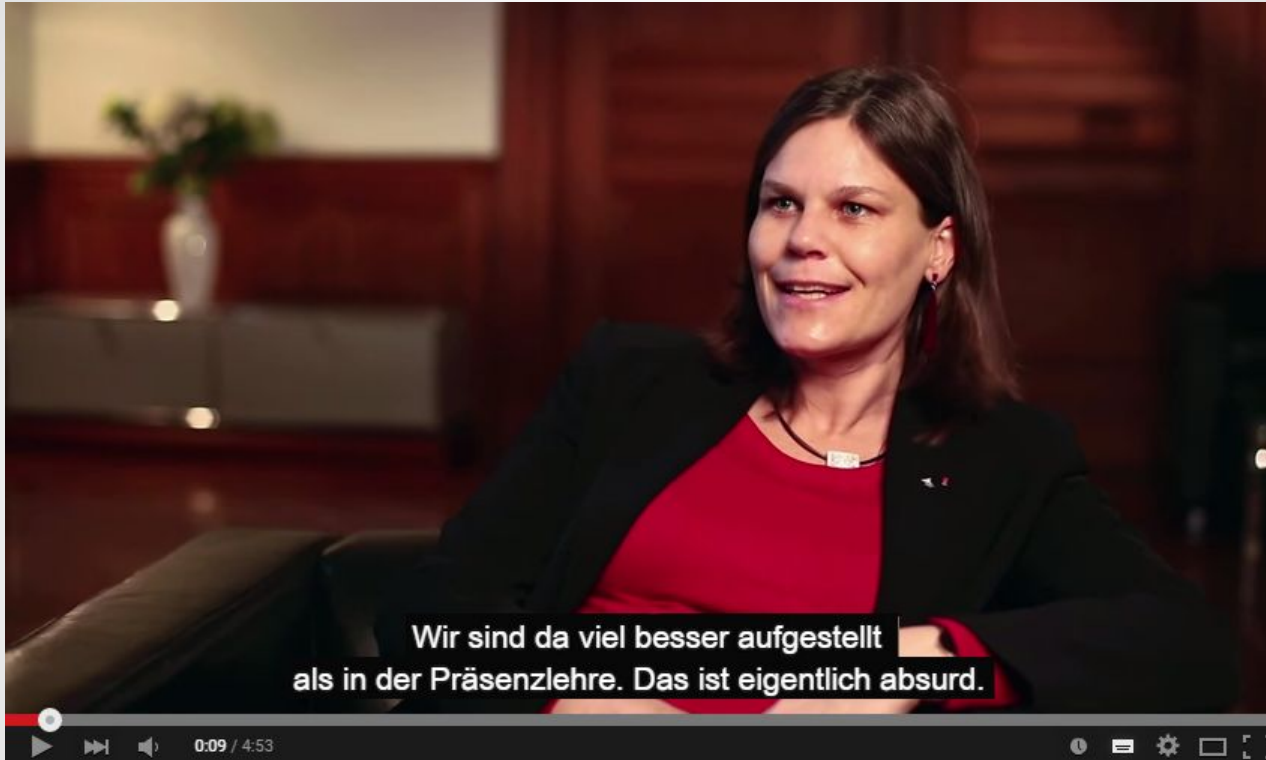 Wir sind da viel besser aufgestellt
als in der Präsenzlehre. Das ist eigentlich absurd.
0:09 / 4:53